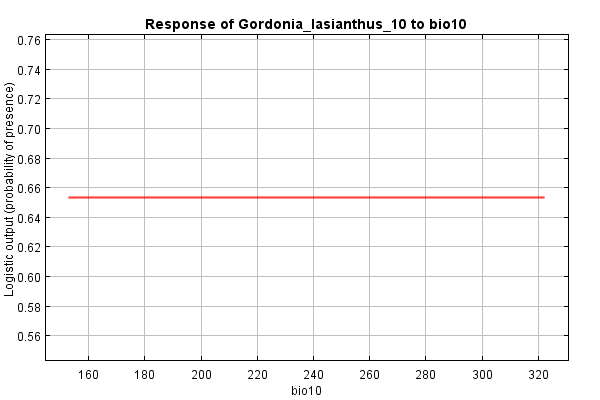 Response of Gordonia_lasianthus_10 to bio10
Logistic output (probability of presence)
0.76
0.74
0.72
0.70
0.68
0.66
0.64
0.62
0.60
0.58
0.56
160 180 200 220 240 260 280 300 320
bio10